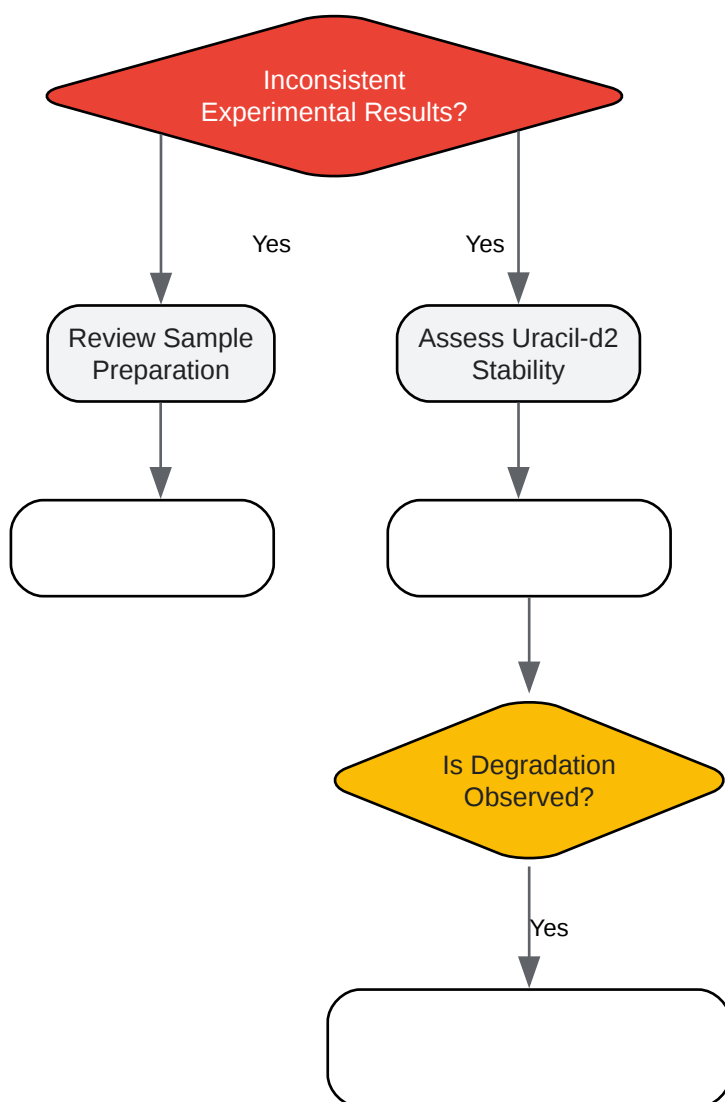 Inconsistent
Experimental Results?
Yes
Yes
Review Sample
Preparation
Assess Uracil-d2
Stability
Is Degradation
Observed?
Yes